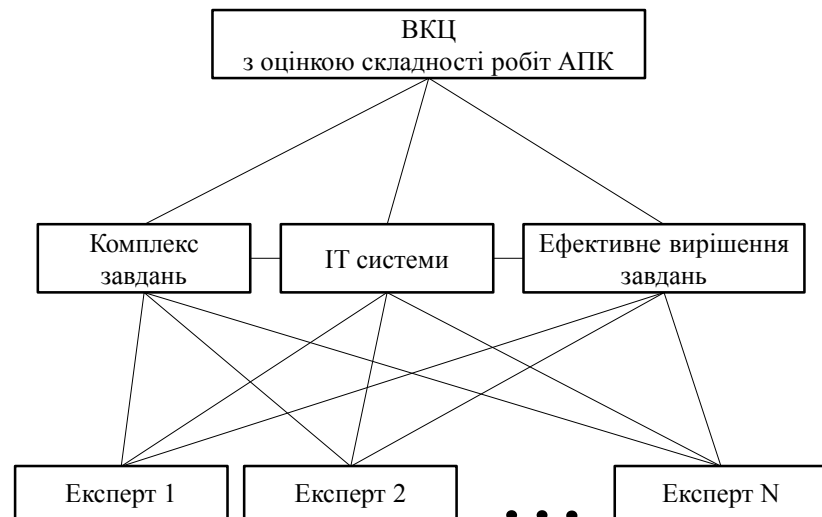 ВКЦ
з оцінкою складності робіт АПК
Комплекс
завдань
ІТ системи
Ефективне вирішення
завдань
Експерт 1
Експерт 2
...
Експерт N